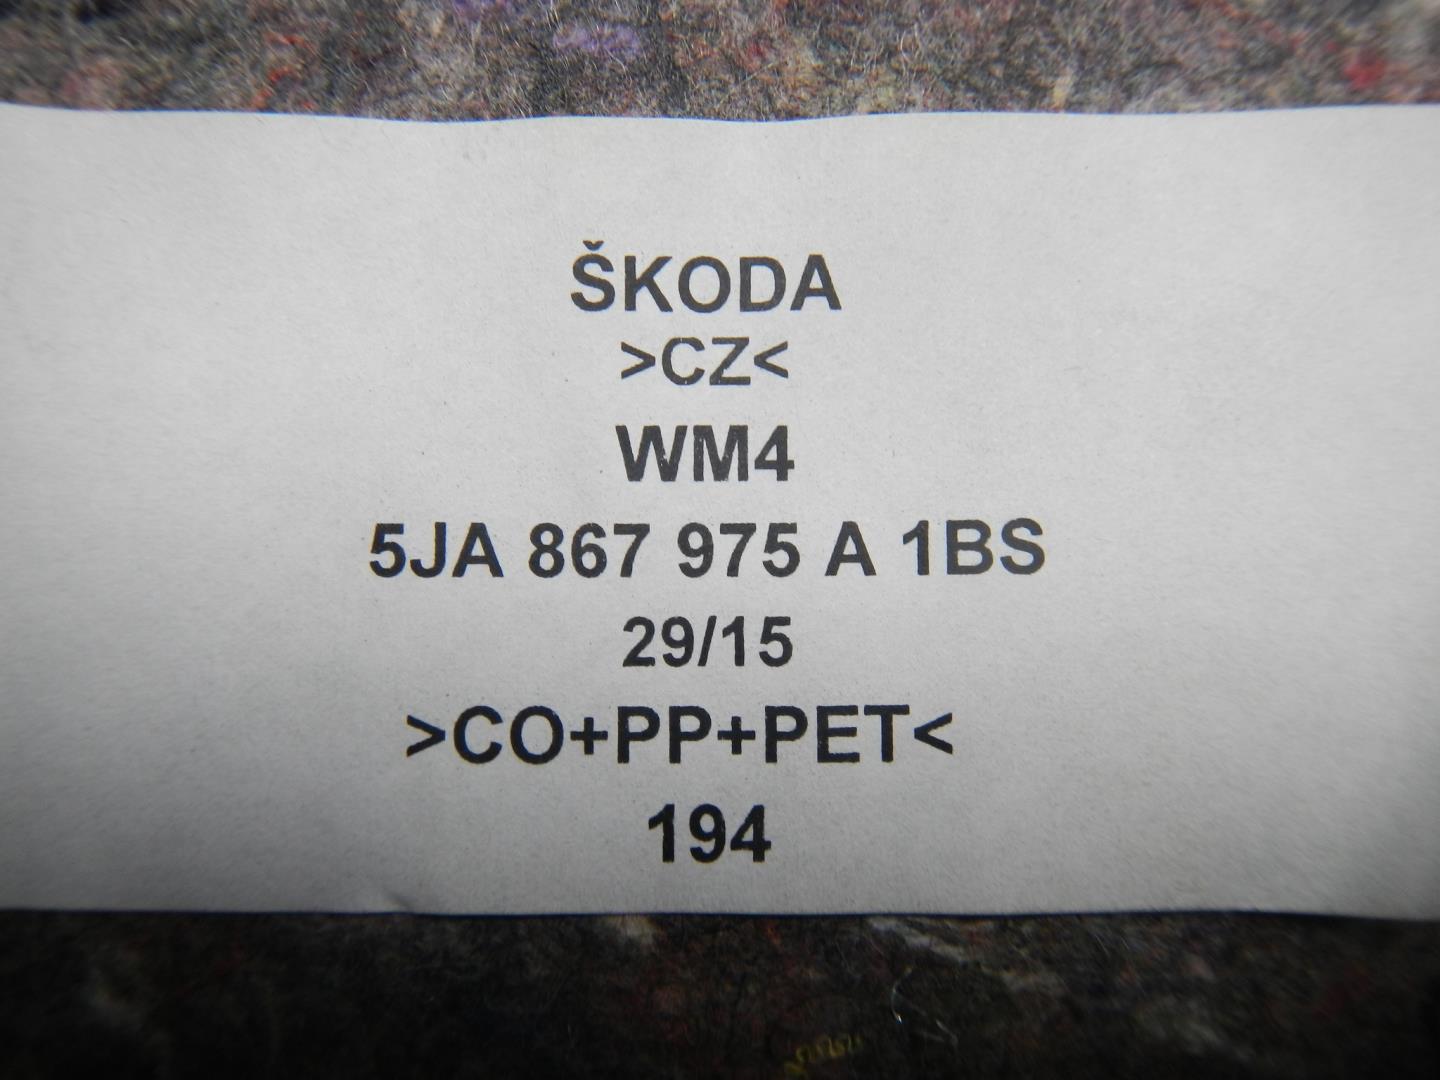 ŠKODA
>CZ<
WM4
5JA 867 975 A 1BS
29/15
>CO+PP+PET<
194